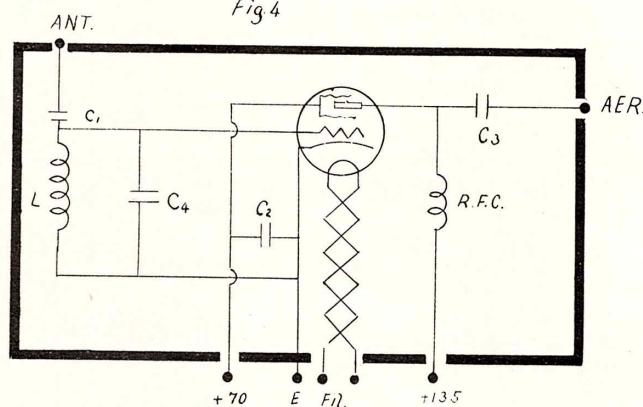 Fig. 4
ANT.
C1
AER.
C3
L
C4
C2
R.F.C.
+70 E FIL. +135